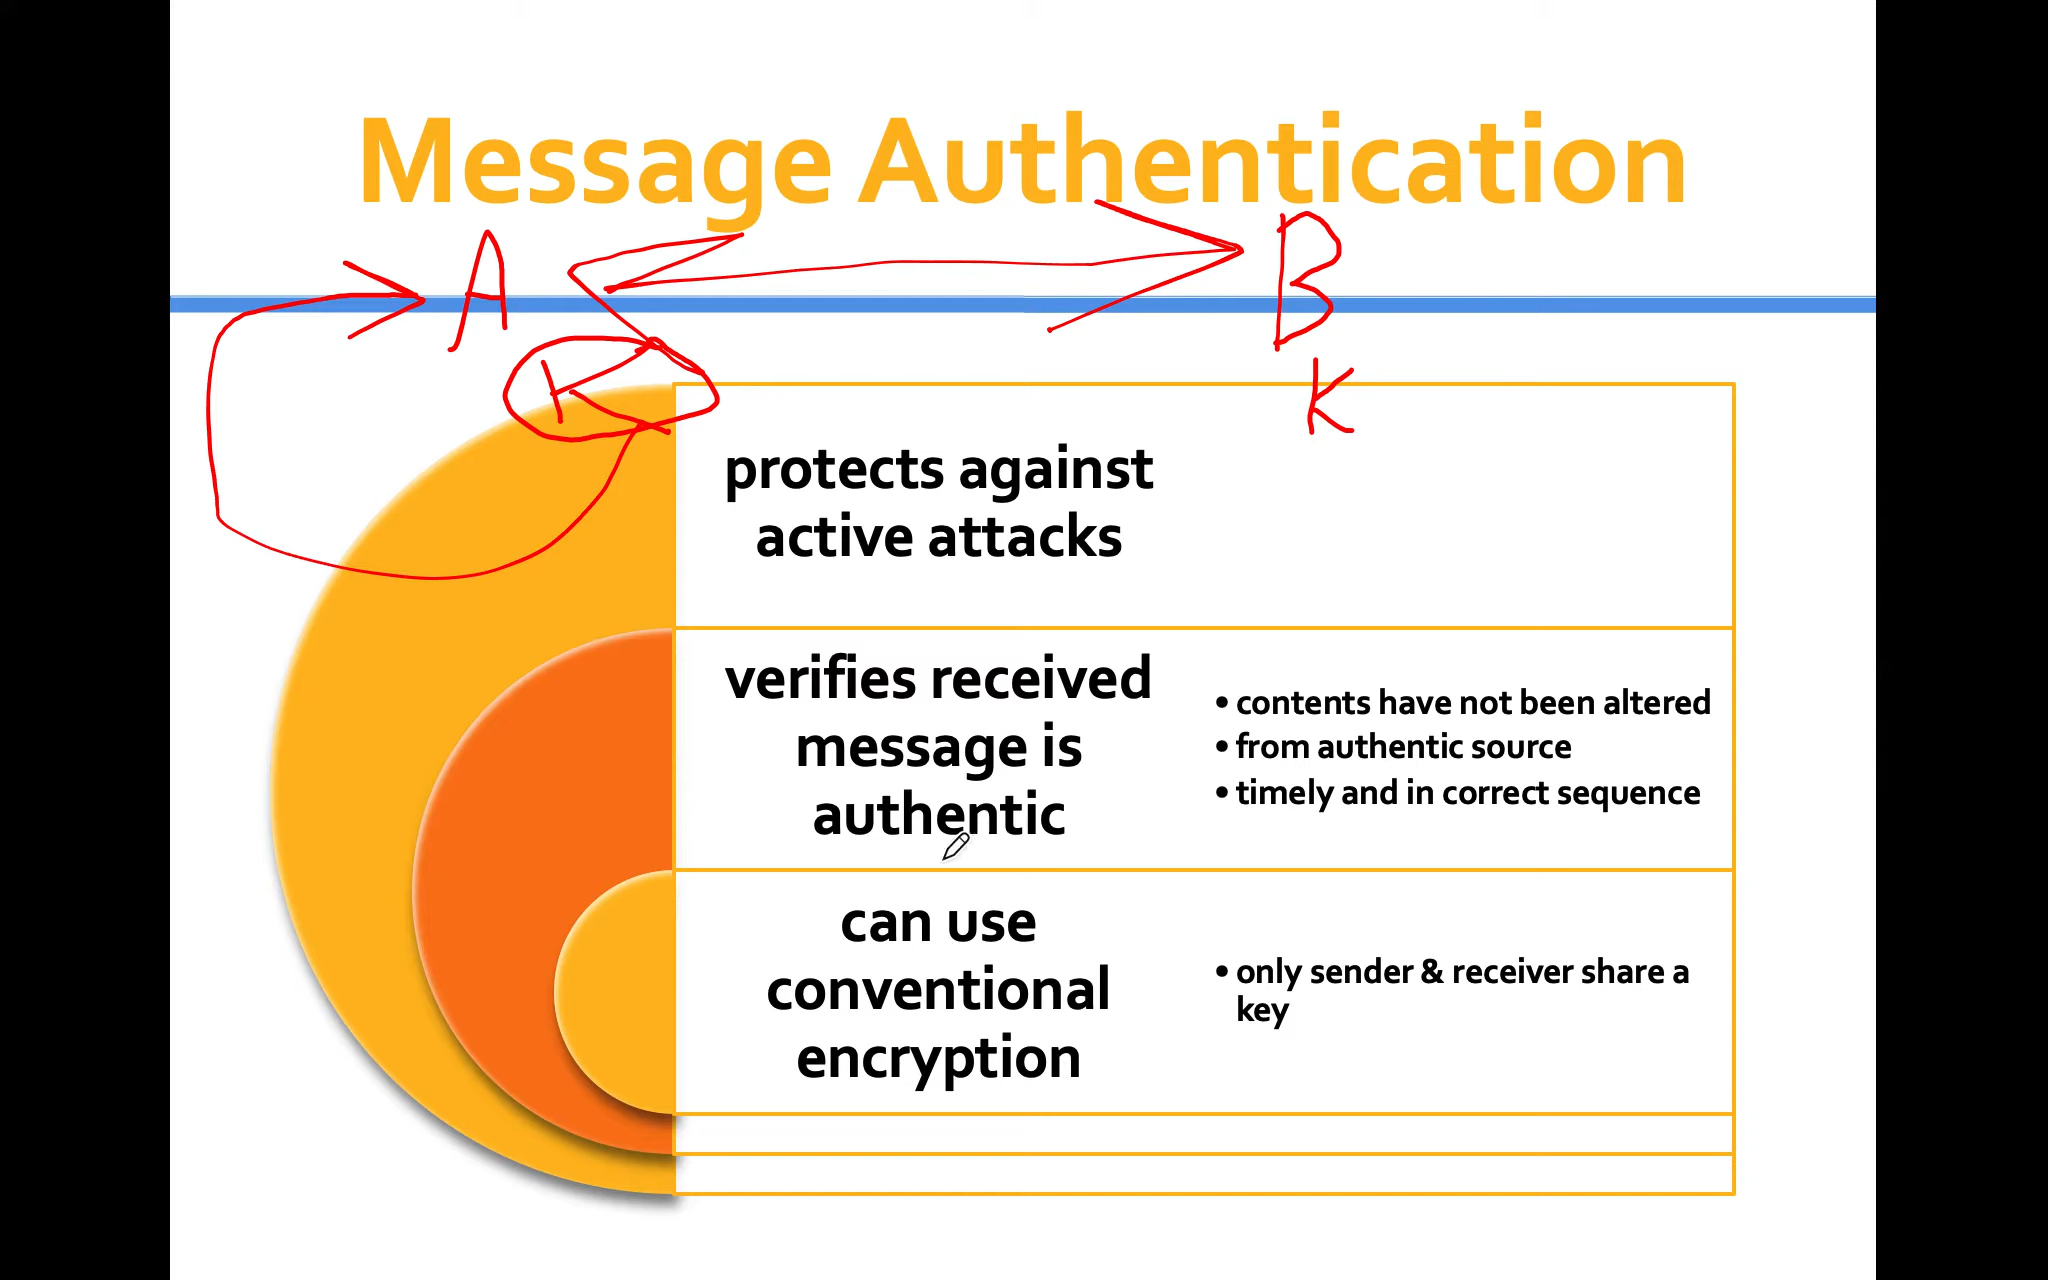 Message Authentication
A
B
K
K
protects against
active attacks
verifies received
message is
authentic
• contents have not been altered
• from authentic source
• timely and in correct sequence
can use
conventional
encryption
• only sender & receiver share a
key